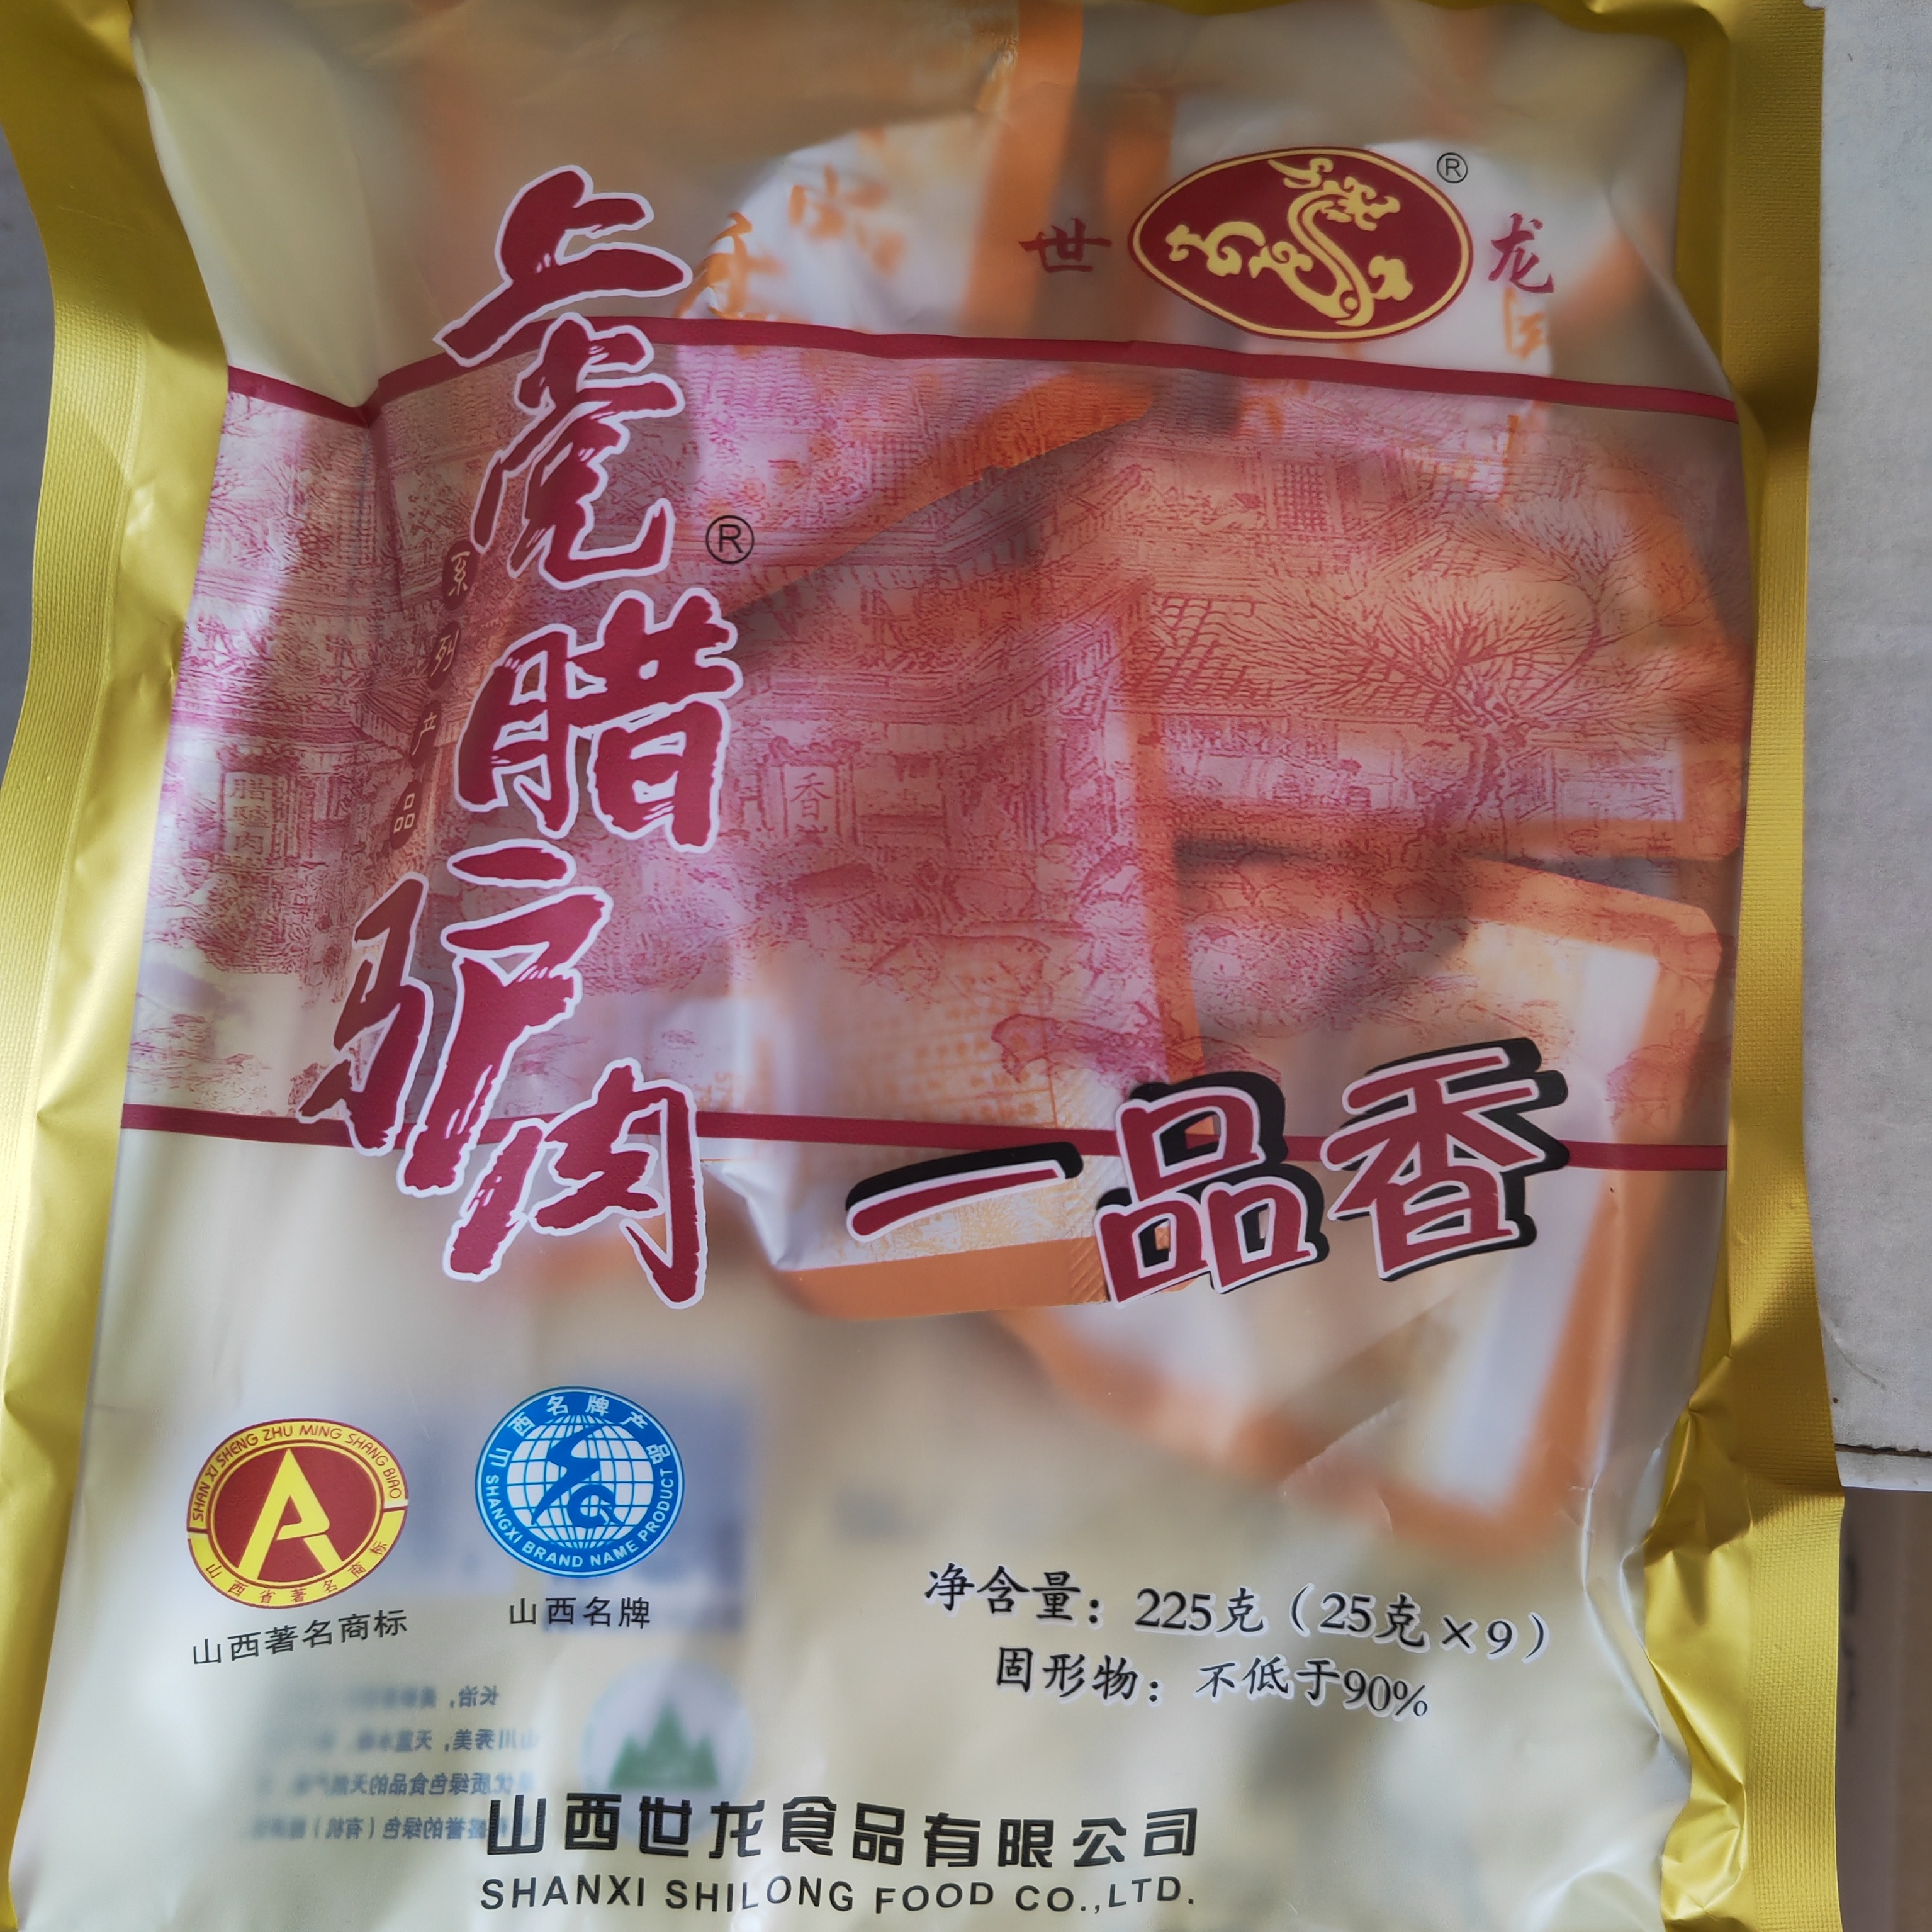 世龙®
上党腊驴肉®
系列产品
腊驴肉
香
一品香
SHAN XI SHENG ZHU MING SHANG BIAO
山西省著名商标
山西著名商标
山西名牌产品
SHANGXI BRAND NAME PRODUCT
山西名牌
净含量：225克（25克×9）
固形物：不低于90%
山西世龙食品有限公司
SHANXI SHILONG FOOD CO.,LTD.